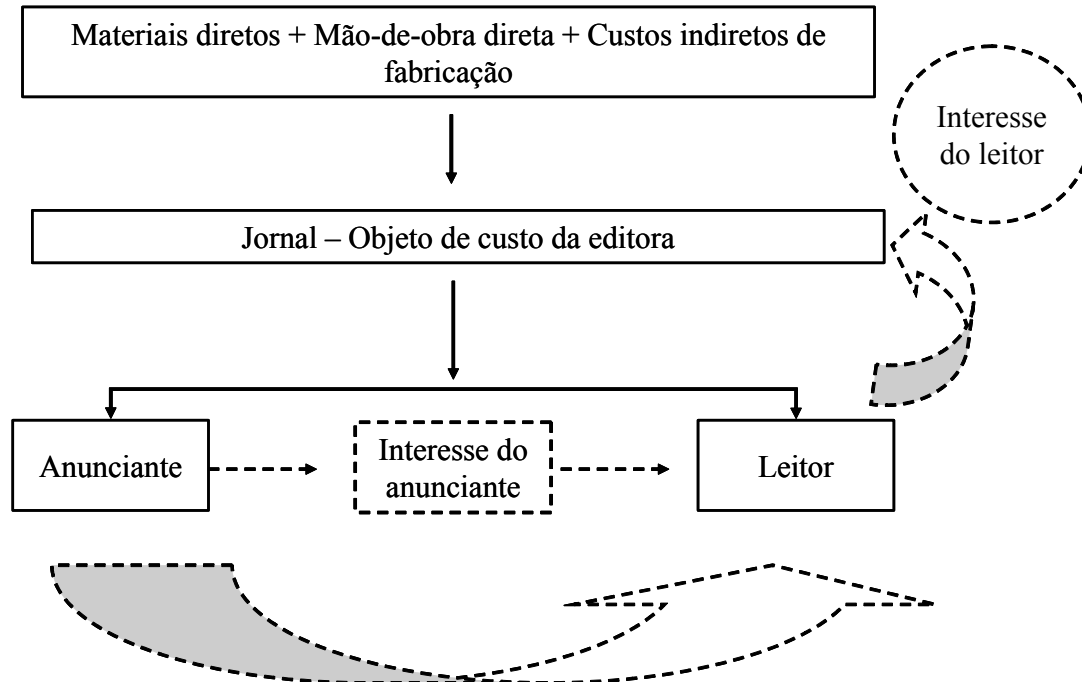 Materiais diretos + Mão-de-obra direta + Custos indiretos de
fabricação
Interesse
do leitor
Jornal – Objeto de custo da editora
Anunciante
Interesse do
anunciante
Leitor